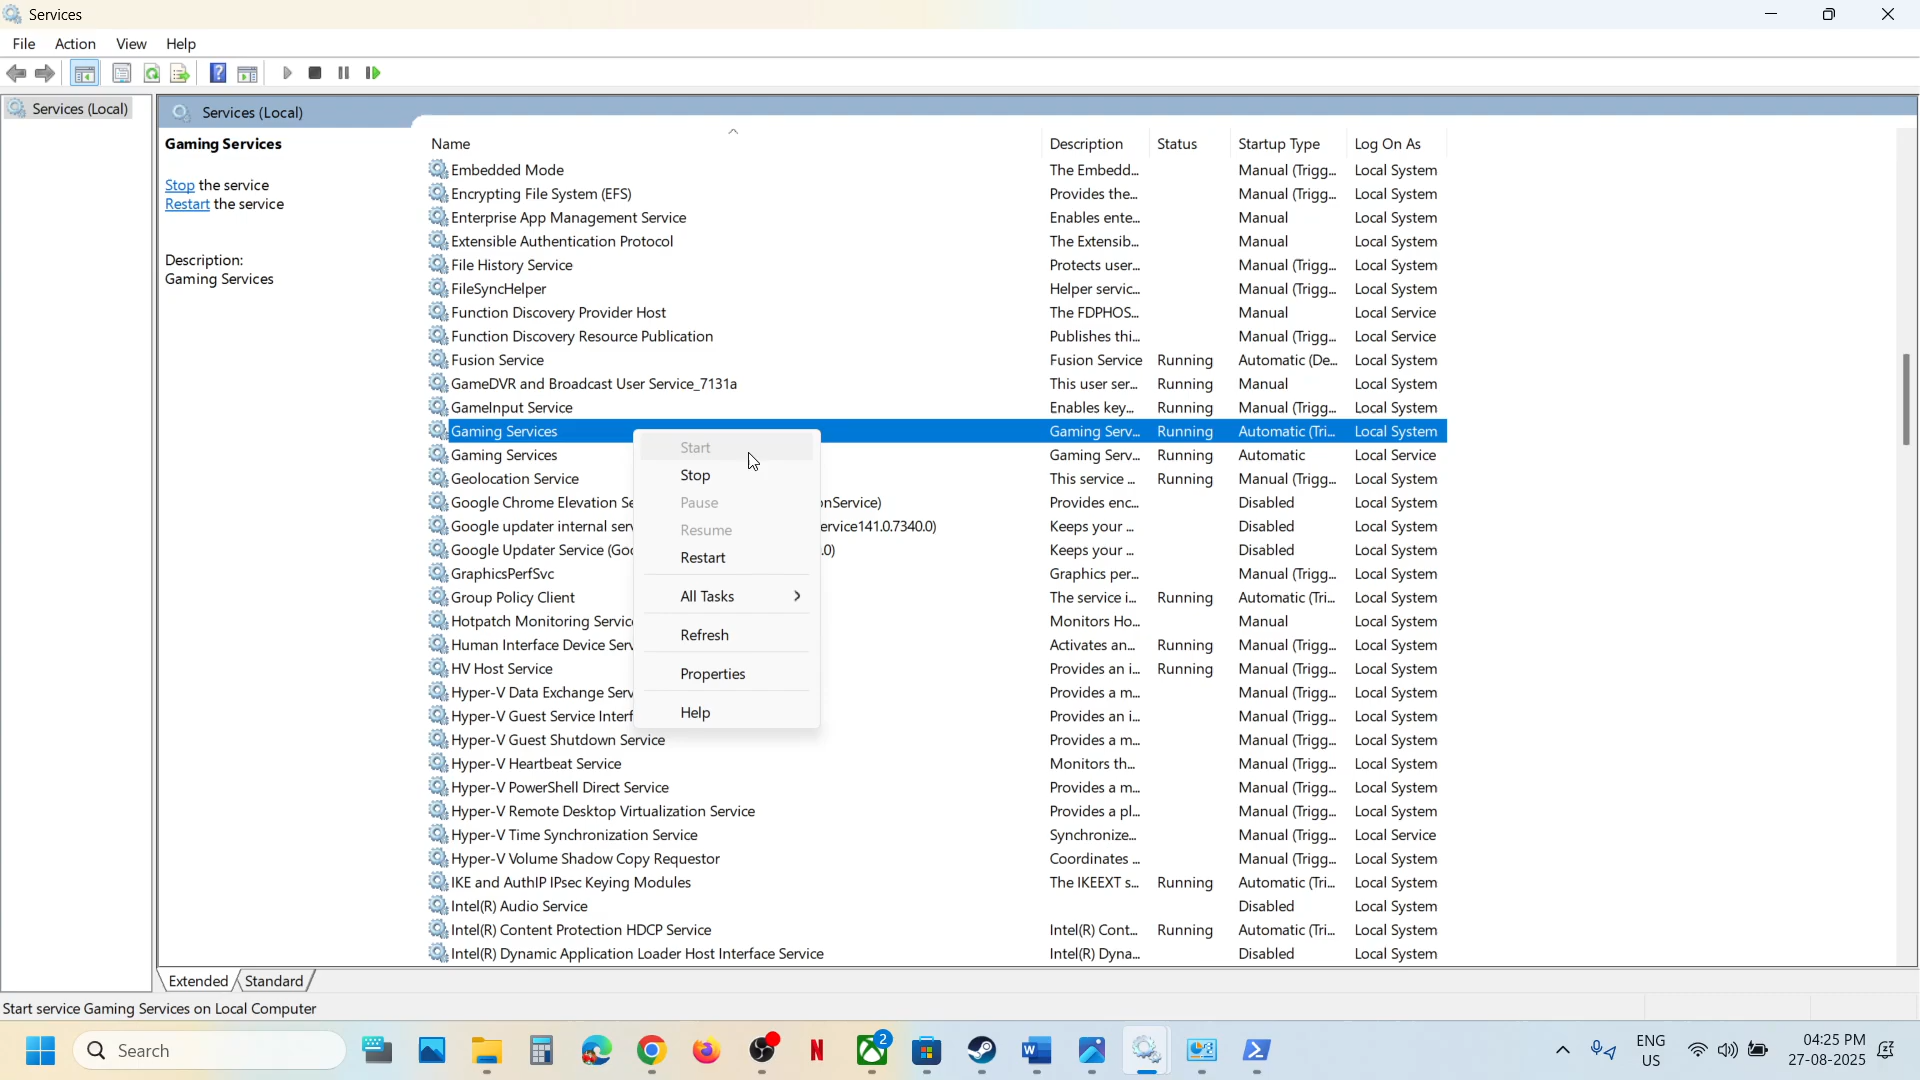 Services
File Action View Help
Services (Local)
Services (Local)
Gaming Services
Stop the service
Restart the service
Description:
Gaming Services
Name Description Status Startup Type Log On As
Embedded Mode The Embedd... Manual (Trigg... Local System
Encrypting File System (EFS) Provides the... Manual (Trigg... Local System
Enterprise App Management Service Enables ente... Manual Local System
Extensible Authentication Protocol The Extensib... Manual Local System
File History Service Protects user... Manual (Trigg... Local System
FileSyncHelper Helper servic... Manual (Trigg... Local System
Function Discovery Provider Host The FDPHOS... Manual Local Service
Function Discovery Resource Publication Publishes thi... Manual (Trigg... Local Service
Fusion Service Fusion Service Running Automatic (De... Local System
GameDVR and Broadcast User Service_7131a This user ser... Running Manual Local System
GameInput Service Enables key... Running Manual (Trigg... Local System
Gaming Services Gaming Serv... Running Automatic (Tri... Local System
Gaming Services Gaming Serv... Running Automatic Local Service
Geolocation Service This service ... Running Manual (Trigg... Local System
Google Chrome Elevation Se onService) Provides enc... Disabled Local System
Google updater internal serv ervice141.0.7340.0) Keeps your ... Disabled Local System
Google Updater Service (Goo .0) Keeps your ... Disabled Local System
GraphicsPerfSvc Graphics per... Manual (Trigg... Local System
Group Policy Client The service i... Running Automatic (Tri... Local System
Hotpatch Monitoring Service Monitors Ho... Manual Local System
Human Interface Device Serv Activates an... Running Manual (Trigg... Local System
HV Host Service Provides an i... Running Manual (Trigg... Local System
Hyper-V Data Exchange Serv Provides a m... Manual (Trigg... Local System
Hyper-V Guest Service Interf Provides an i... Manual (Trigg... Local System
Hyper-V Guest Shutdown Service Provides a m... Manual (Trigg... Local System
Hyper-V Heartbeat Service Monitors th... Manual (Trigg... Local System
Hyper-V PowerShell Direct Service Provides a m... Manual (Trigg... Local System
Hyper-V Remote Desktop Virtualization Service Provides a pl... Manual (Trigg... Local System
Hyper-V Time Synchronization Service Synchronize... Manual (Trigg... Local Service
Hyper-V Volume Shadow Copy Requestor Coordinates ... Manual (Trigg... Local System
IKE and AuthIP IPsec Keying Modules The IKEEXT s... Running Automatic (Tri... Local System
Intel(R) Audio Service Disabled Local System
Intel(R) Content Protection HDCP Service Intel(R) Cont... Running Automatic (Tri... Local System
Intel(R) Dynamic Application Loader Host Interface Service Intel(R) Dyna... Disabled Local System
Start
Stop
Pause
Resume
Restart
All Tasks
Refresh
Properties
Help
Extended Standard
Start service Gaming Services on Local Computer
Search
2
ENG
US
04:25 PM
27-08-2025